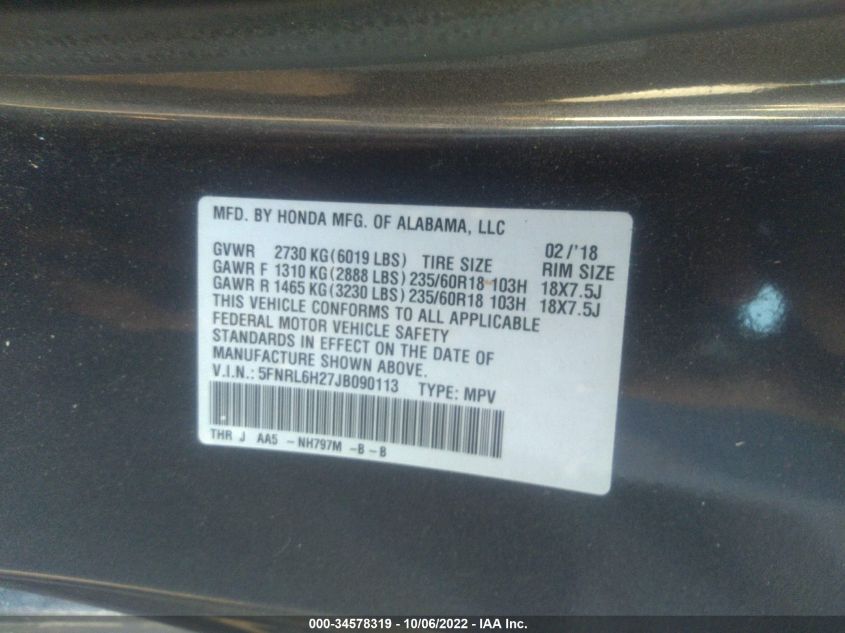 MFD. BY HONDA MFG. OF ALABAMA, LLC
02/'18
GVWR 2730 KG(6019 LBS) TIRE SIZE RIM SIZE
GAWR F 1310 KG(2888 LBS) 235/60R18 103H 18X7.5J
GAWR R 1465 KG(3230 LBS) 235/60R18 103H 18X7.5J
THIS VEHICLE CONFORMS TO ALL APPLICABLE
FEDERAL MOTOR VEHICLE SAFETY
STANDARDS IN EFFECT ON THE DATE OF
MANUFACTURE SHOWN ABOVE.
V.I.N.: 5FNRL6H27JB090113 TYPE: MPV
THR J AA5 -NH797M -B-B
000-34578319 - 10/06/2022 - IAA Inc.